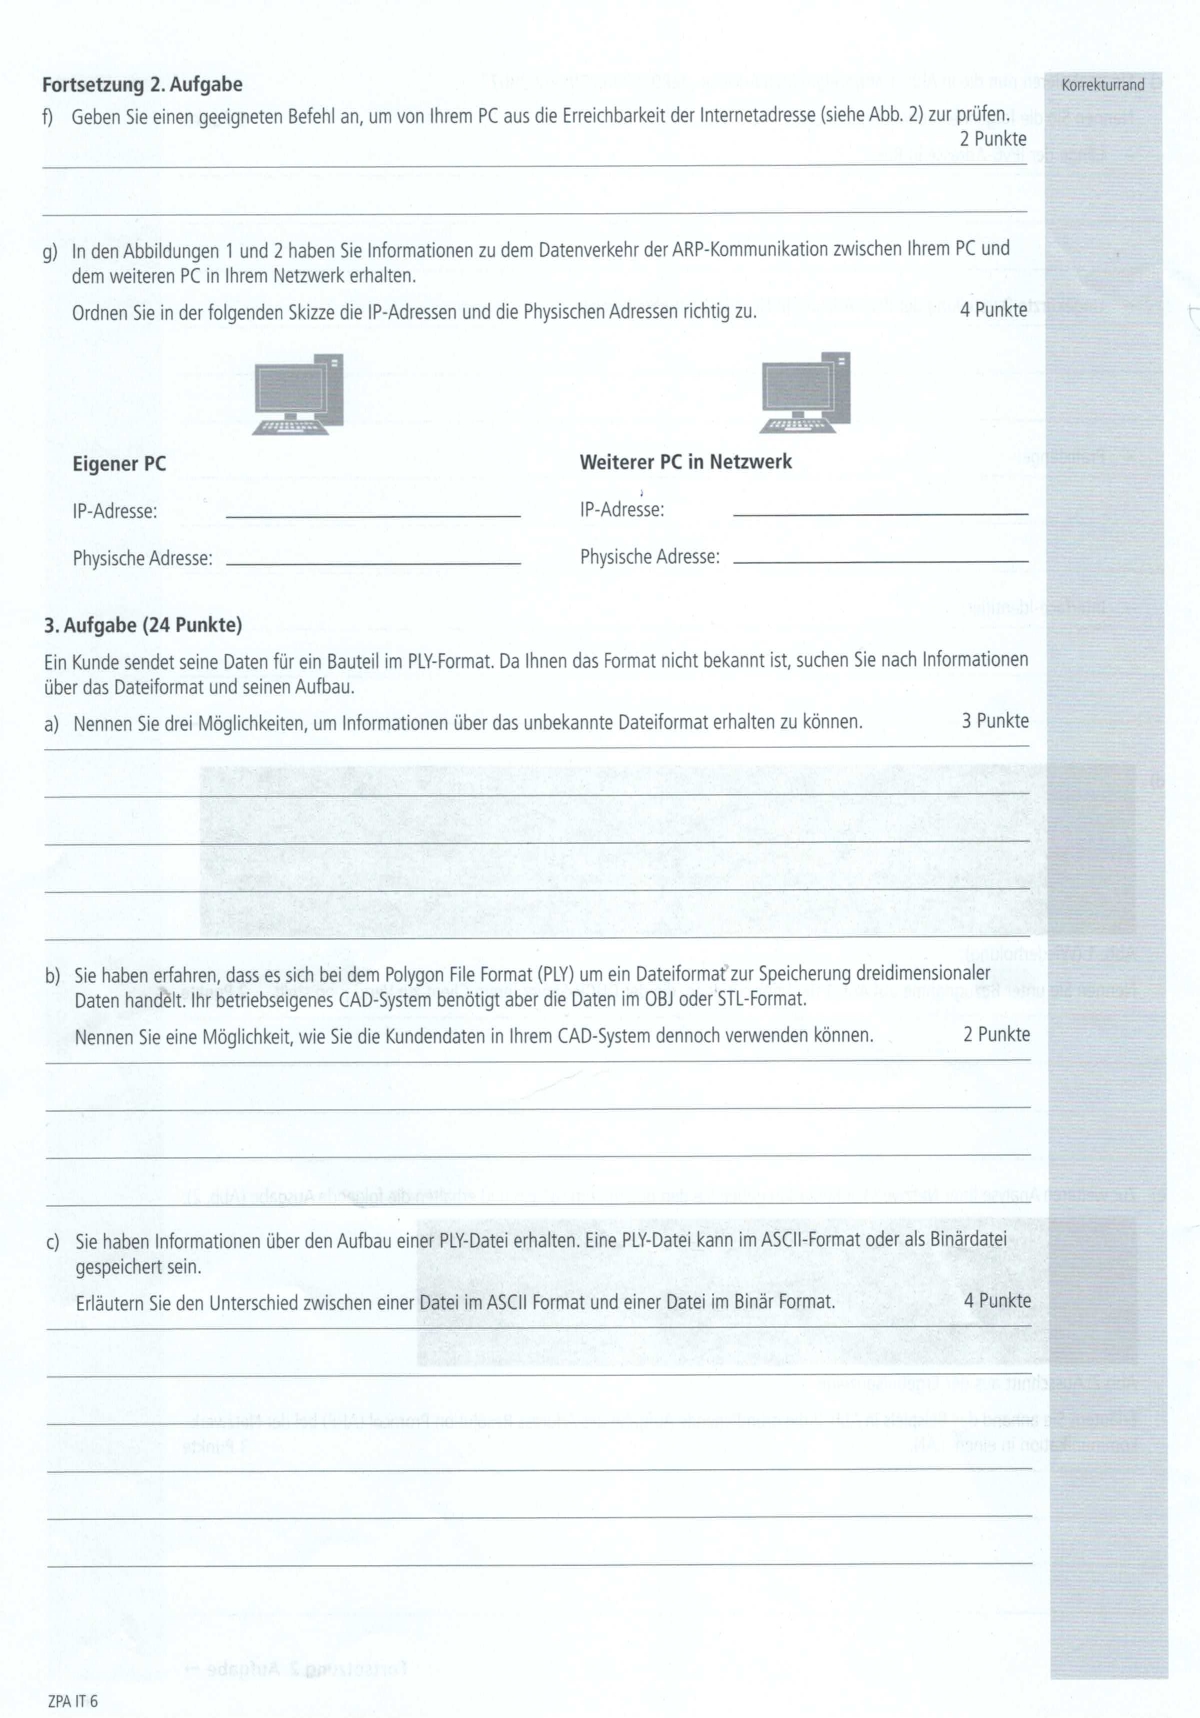 Fortsetzung 2. Aufgabe
Korrekturrand
f) Geben Sie einen geeigneten Befehl an, um von Ihrem PC aus die Erreichbarkeit der Internetadresse (siehe Abb. 2) zur prüfen.
2 Punkte
g) In den Abbildungen 1 und 2 haben Sie Informationen zu dem Datenverkehr der ARP-Kommunikation zwischen Ihrem PC und
dem weiteren PC in Ihrem Netzwerk erhalten.
Ordnen Sie in der folgenden Skizze die IP-Adressen und die Physischen Adressen richtig zu. 4 Punkte
Eigener PC
IP-Adresse:
Physische Adresse:
Weiterer PC in Netzwerk
IP-Adresse:
Physische Adresse:
3. Aufgabe (24 Punkte)
Ein Kunde sendet seine Daten für ein Bauteil im PLY-Format. Da Ihnen das Format nicht bekannt ist, suchen Sie nach Informationen
über das Dateiformat und seinen Aufbau.
a) Nennen Sie drei Möglichkeiten, um Informationen über das unbekannte Dateiformat erhalten zu können. 3 Punkte
b) Sie haben erfahren, dass es sich bei dem Polygon File Format (PLY) um ein Dateiformat zur Speicherung dreidimensionaler
Daten handelt. Ihr betriebseigenes CAD-System benötigt aber die Daten im OBJ oder STL-Format.
Nennen Sie eine Möglichkeit, wie Sie die Kundendaten in Ihrem CAD-System dennoch verwenden können. 2 Punkte
c) Sie haben Informationen über den Aufbau einer PLY-Datei erhalten. Eine PLY-Datei kann im ASCII-Format oder als Binärdatei
gespeichert sein.
Erläutern Sie den Unterschied zwischen einer Datei im ASCII Format und einer Datei im Binär Format. 4 Punkte
ZPA IT 6